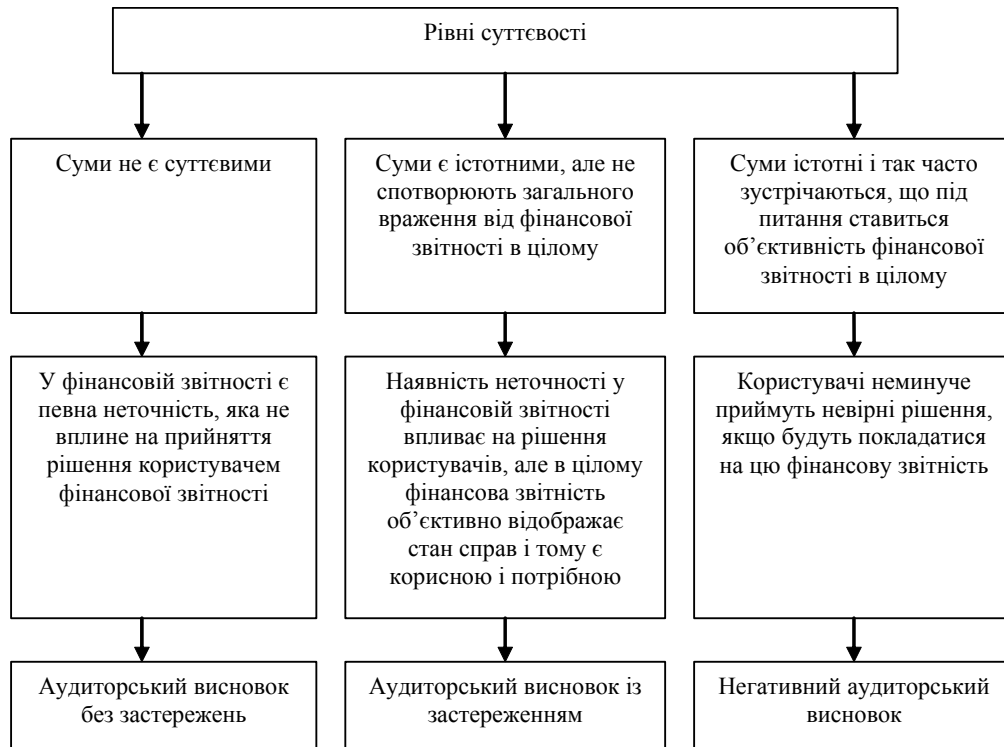 Рівні суттєвості
Суми не є суттєвими
Суми є істотними, але не
спотворюють загального
враження від фінансової
звітності в цілому
Суми істотні і так часто
зустрічаються, що під
питання ставиться
об’єктивність фінансової
звітності в цілому
У фінансовій звітності є
певна неточність, яка не
вплине на прийняття
рішення користувачем
фінансової звітності
Наявність неточності у
фінансовій звітності
впливає на рішення
користувачів, але в цілому
фінансова звітність
об’єктивно відображає
стан справ і тому є
корисною і потрібною
Користувачі неминуче
приймуть невірні рішення,
якщо будуть покладатися
на цю фінансову звітність
Аудиторський висновок
без застережень
Аудиторський висновок із
застереженням
Негативний аудиторський
висновок